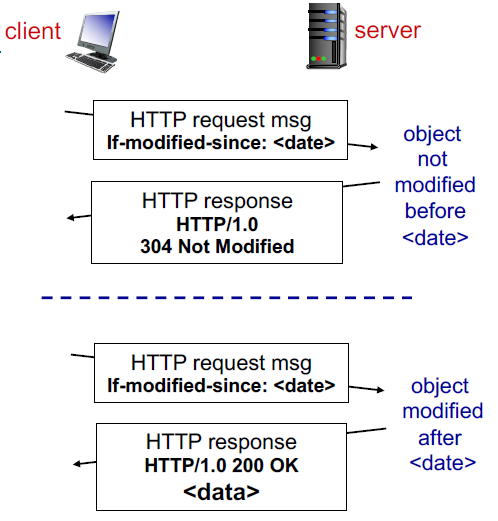 client
server
HTTP request msg
If-modified-since: <date>
object
not
modified
before
<date>
HTTP response
HTTP/1.0
304 Not Modified
HTTP request msg
If-modified-since: <date>
object
modified
after
<date>
HTTP response
HTTP/1.0 200 OK
<data>